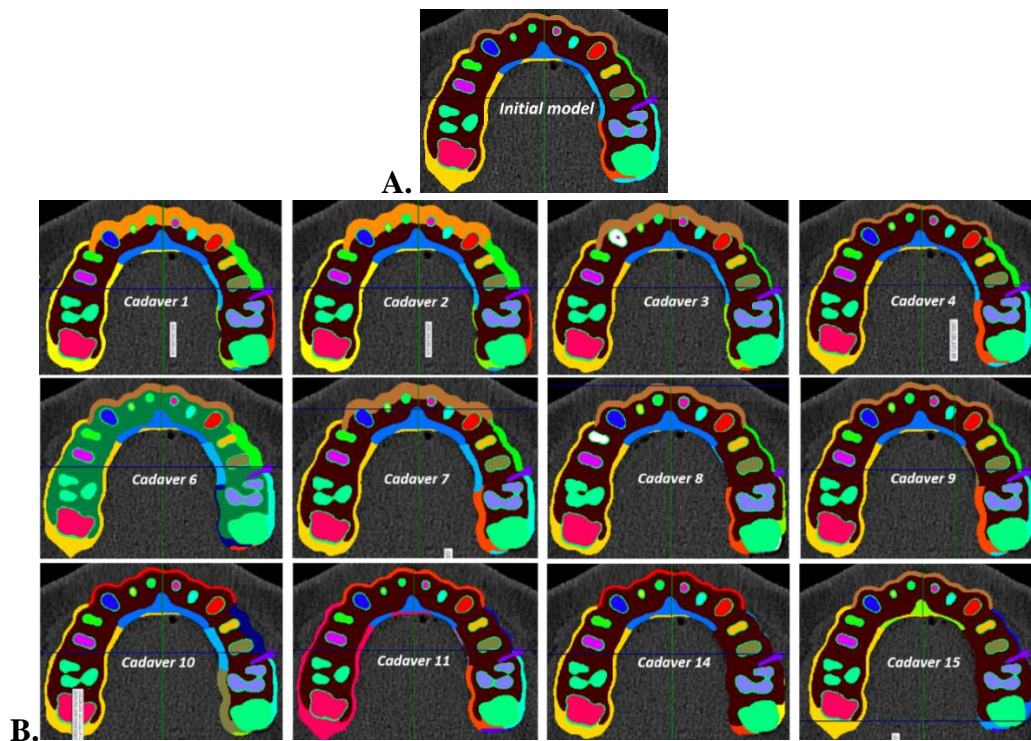 Initial model
A.
Cadaver 1
Cadaver 2
Cadaver 3
Cadaver 4
Cadaver 6
Cadaver 7
Cadaver 8
Cadaver 9
Cadaver 10
Cadaver 11
Cadaver 14
Cadaver 15
B.